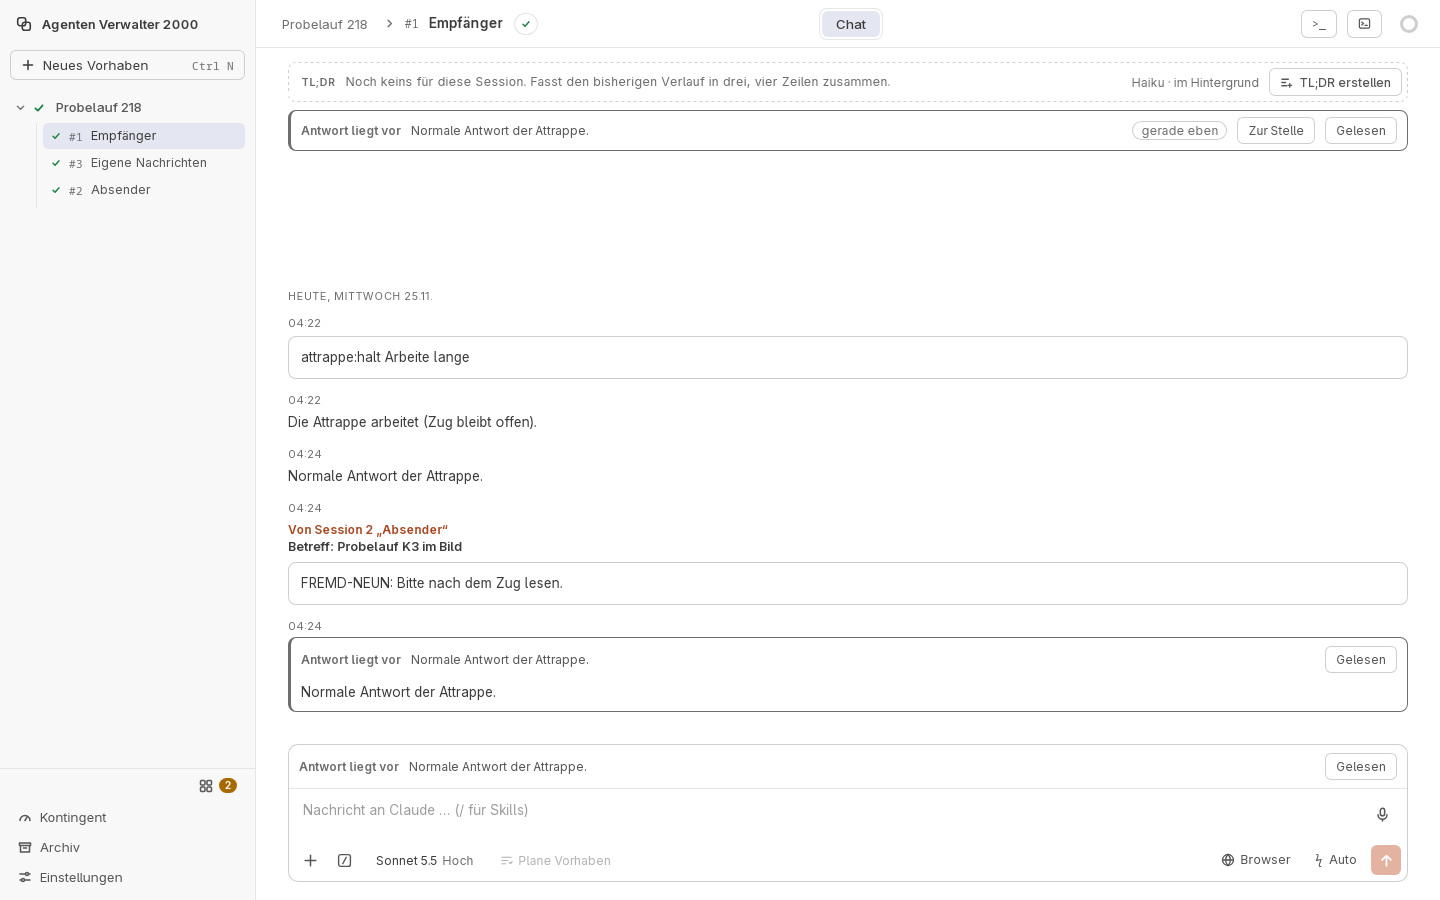 Agenten Verwalter 2000
Neues Vorhaben Ctrl N
Probelauf 218
#1 Empfänger
#3 Eigene Nachrichten
#2 Absender
2
Kontingent
Archiv
Einstellungen
Probelauf 218 #1 Empfänger
Chat
>_
TL;DR Noch keins für diese Session. Fasst den bisherigen Verlauf in drei, vier Zeilen zusammen. Haiku · im Hintergrund TL;DR erstellen
Antwort liegt vor Normale Antwort der Attrappe. gerade eben Zur Stelle Gelesen
HEUTE, MITTWOCH 25.11.
04:22
attrappe:halt Arbeite lange
04:22
Die Attrappe arbeitet (Zug bleibt offen).
04:24
Normale Antwort der Attrappe.
04:24
Von Session 2 „Absender“
Betreff: Probelauf K3 im Bild
FREMD-NEUN: Bitte nach dem Zug lesen.
04:24
Antwort liegt vor Normale Antwort der Attrappe. Gelesen
Normale Antwort der Attrappe.
Antwort liegt vor Normale Antwort der Attrappe. Gelesen
Nachricht an Claude … (/ für Skills)
Sonnet 5.5 Hoch Plane Vorhaben Browser Auto